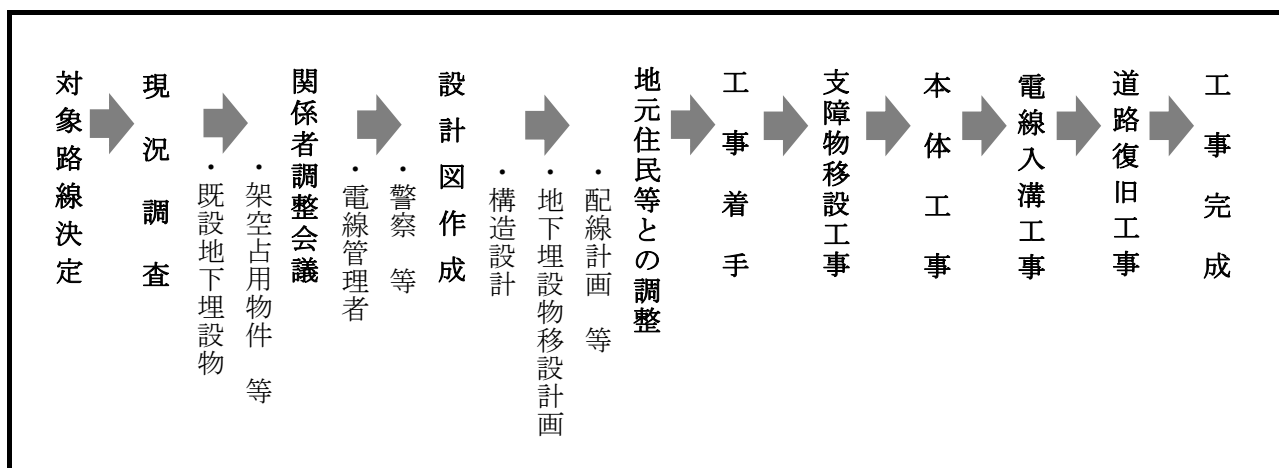 対象路線決定
現況調査
・既設地下埋設物
・架空占用物件　等
関係者調整会議
・電線管理者
・警察　等
設計図作成
・構造設計
・地下埋設物移設計画
・配線計画　等
地元住民等との調整
工事着手
支障物移設工事
本体工事
電線入溝工事
道路復旧工事
工事完成